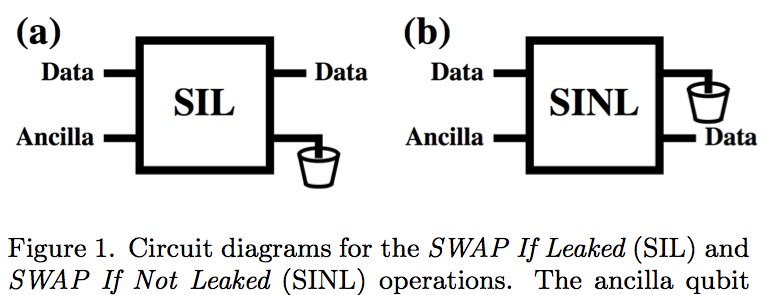 (a)
Data
SIL
Data
Ancilla
(b)
Data
SINL
Ancilla
Data
Figure 1. Circuit diagrams for the SWAP If Leaked (SIL) and
SWAP If Not Leaked (SINL) operations. The ancilla qubit